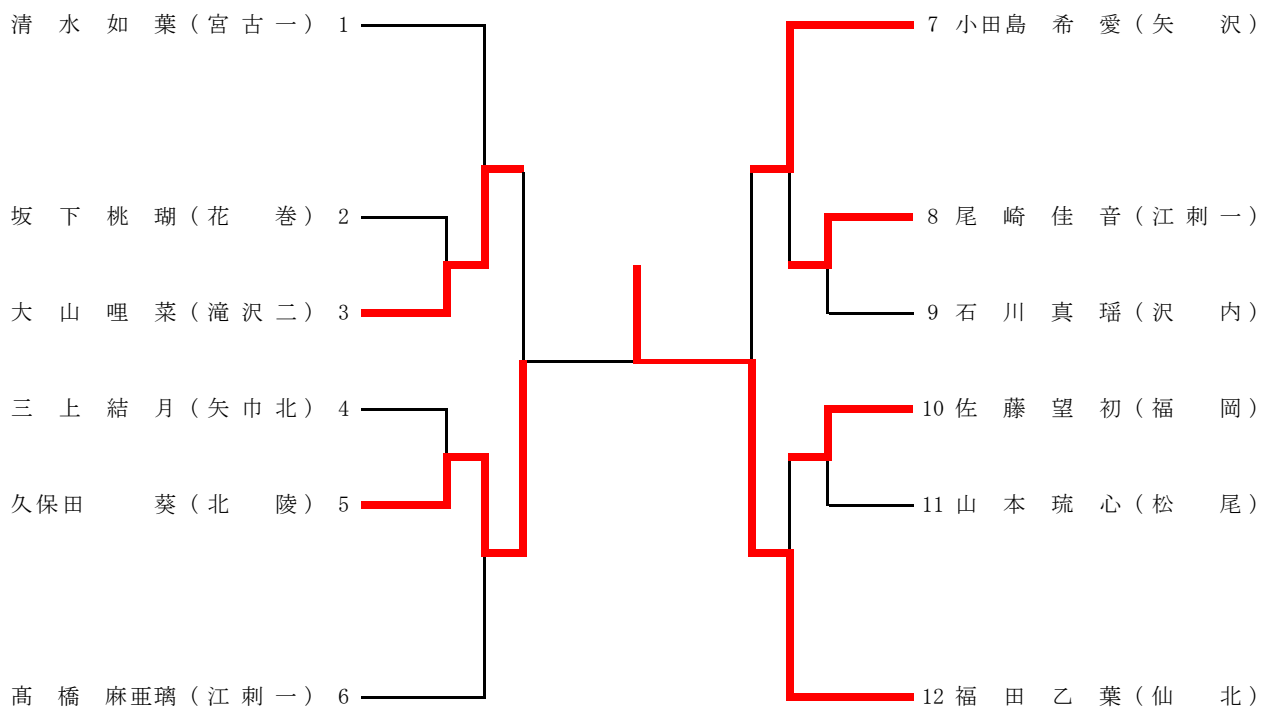 清水如葉（宮古一） 1
坂下桃瑚（花巻） 2
大山哩菜（滝沢二） 3
三上結月（矢巾北） 4
久保田葵（北陵） 5
髙橋麻亜璃（江刺一） 6
7 小田島希愛（矢沢）
8 尾崎佳音（江刺一）
9 石川真瑶（沢内）
10 佐藤望初（福岡）
11 山本琉心（松尾）
12 福田乙葉（仙北）